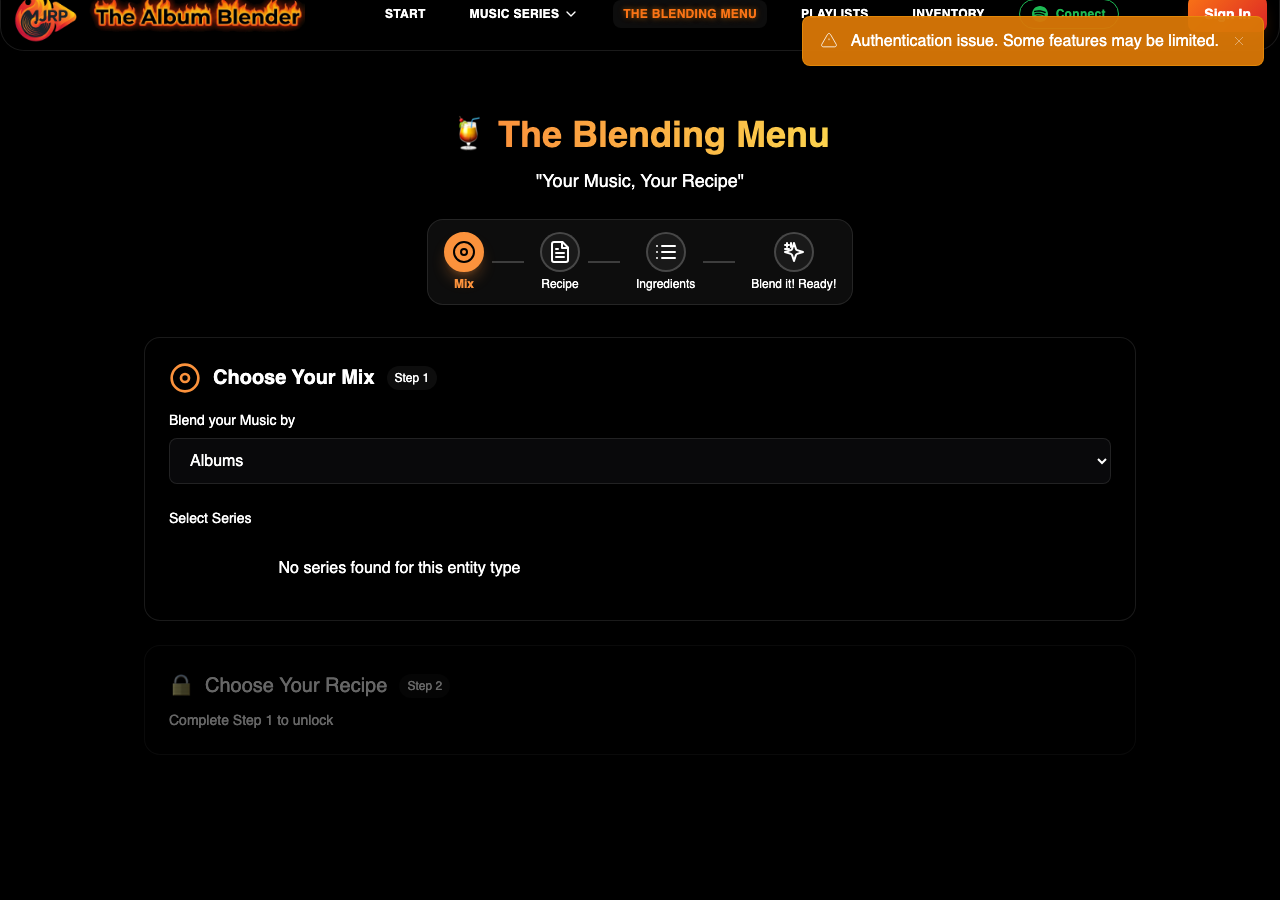 JRP
The Album Blender
START
MUSIC SERIES
THE BLENDING MENU
PLAYLISTS
INVENTORY
Connect
Sign In
Authentication issue. Some features may be limited.
The Blending Menu
"Your Music, Your Recipe"
Mix
Recipe
Ingredients
Blend it! Ready!
Choose Your Mix
Step 1
Blend your Music by
Albums
Select Series
No series found for this entity type
Choose Your Recipe
Step 2
Complete Step 1 to unlock